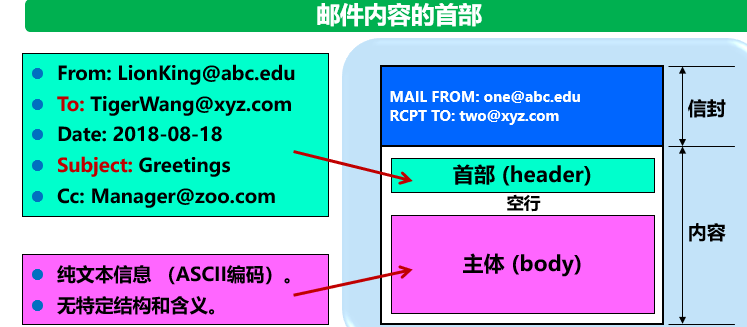 邮件内容的首部
From: LionKing@abc.edu
To: TigerWang@xyz.com
Date: 2018-08-18
Subject: Greetings
Cc: Manager@zoo.com
纯文本信息 （ASCII编码）。
无特定结构和含义。
MAIL FROM: one@abc.edu
RCPT TO: two@xyz.com
信封
首部 (header)
空行
内容
主体 (body)